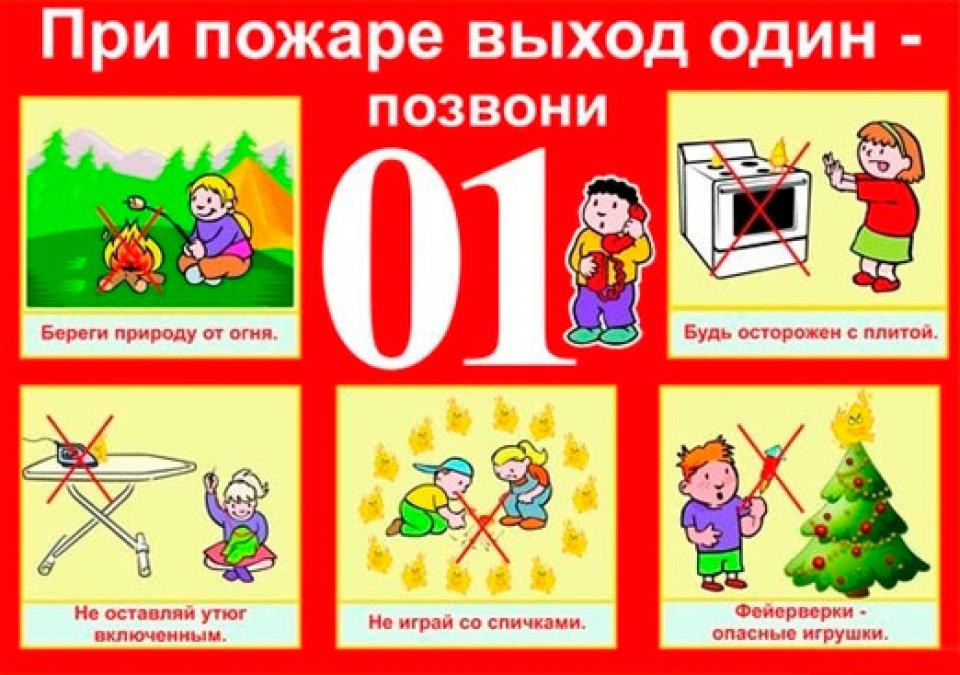 При пожаре выход один -
позвони
01
Береги природу от огня.
Будь осторожен с плитой.
Не оставляй утюг
включенным.
Не играй со спичками.
Фейерверки -
опасные игрушки.